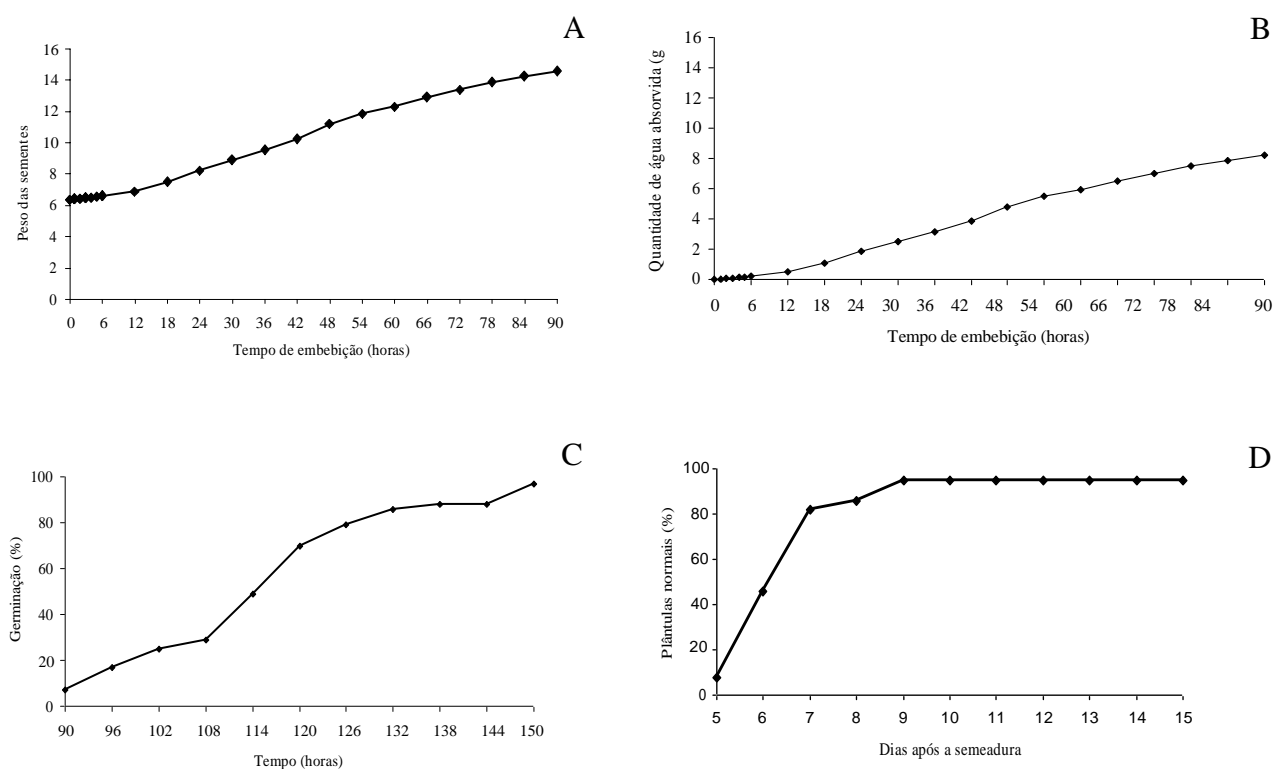 A
Peso das sementes
16
14
12
10
8
6
4
2
0
0 6 12 18 24 30 36 42 48 54 60 66 72 78 84 90
Tempo de embebição (horas)
B
Quantidade de água absorvida (g
16
14
12
10
8
6
4
2
0
0 6 12 18 24 30 36 42 48 54 60 66 72 78 84 90
Tempo de embebição (horas)
C
Germinação (%)
100
80
60
40
20
0
90 96 102 108 114 120 126 132 138 144 150
Tempo (horas)
D
Plântulas normais (%)
100
80
60
40
20
0
5 6 7 8 9 10 11 12 13 14 15
Dias após a semeadura